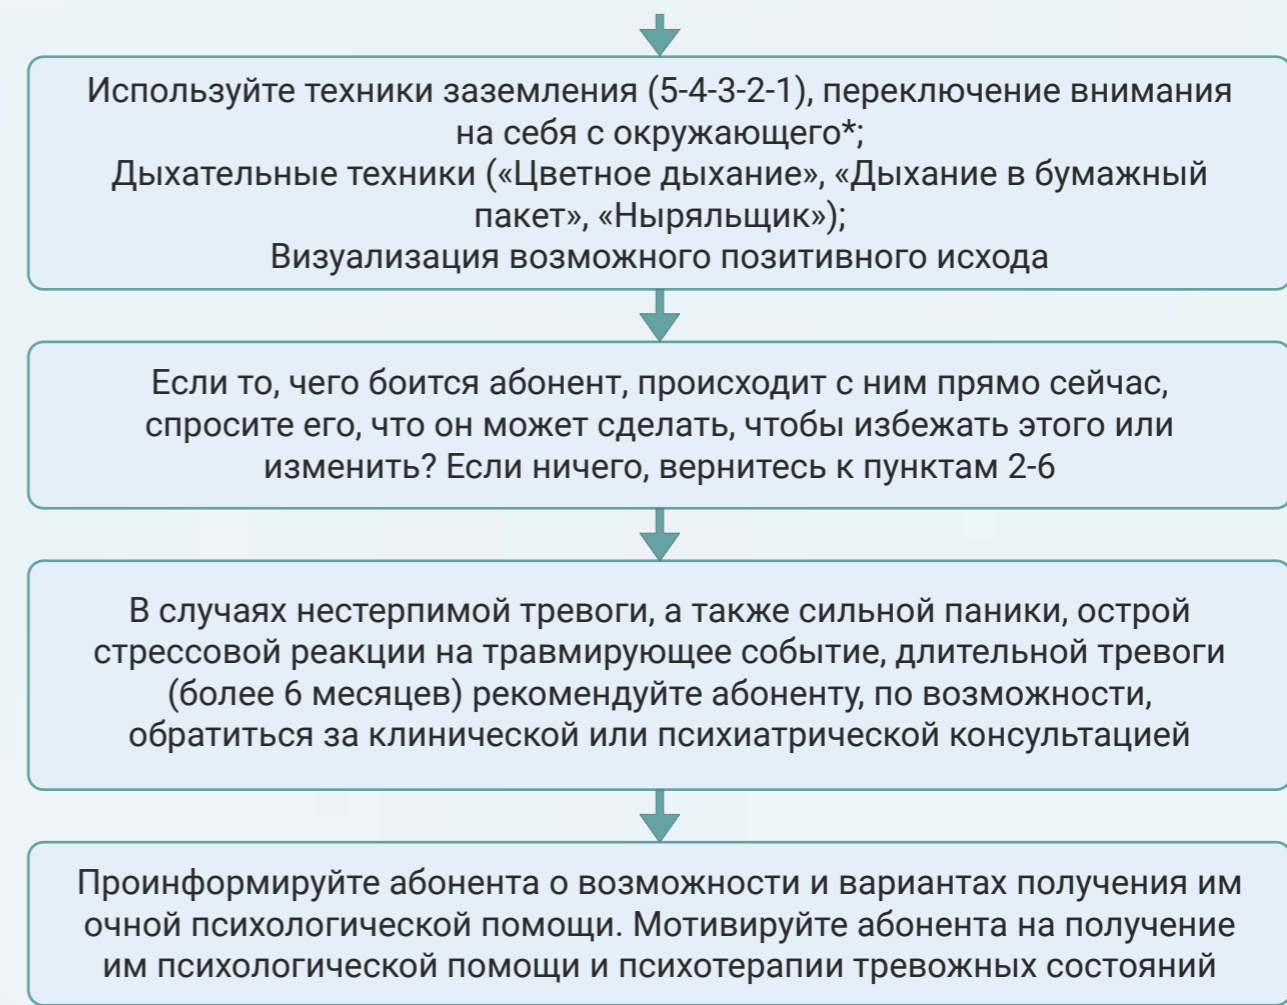 Используйте техники заземления (5-4-3-2-1), переключение внимания
на себя с окружающего*;
Дыхательные техники («Цветное дыхание», «Дыхание в бумажный
пакет», «Ныряльщик»);
Визуализация возможного позитивного исхода
Если то, чего боится абонент, происходит с ним прямо сейчас,
спросите его, что он может сделать, чтобы избежать этого или
изменить? Если ничего, вернитесь к пунктам 2-6
В случаях нестерпимой тревоги, а также сильной паники, острой
стрессовой реакции на травмирующее событие, длительной тревоги
(более 6 месяцев) рекомендуйте абоненту, по возможности,
обратиться за клинической или психиатрической консультацией
Проинформируйте абонента о возможности и вариантах получения им
очной психологической помощи. Мотивируйте абонента на получение
им психологической помощи и психотерапии тревожных состояний